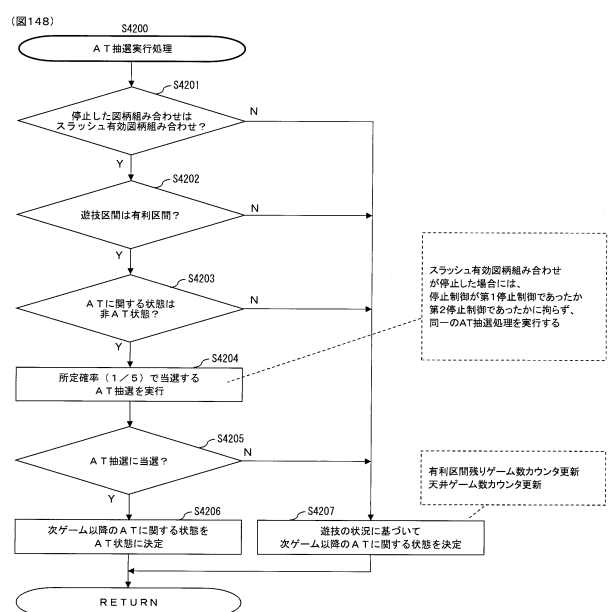 (図148)
S4200
AT抽選実行処理
S4201
停止した図柄組み合わせは
スラッシュ有効図柄組み合わせ?
N
Y
S4202
遊技区間は有利区間?
N
Y
S4203
ATに関する状態は
非AT状態?
N
Y
スラッシュ有効図柄組み合わせ
が停止した場合には、
停止制御が第1停止制御であったか
第2停止制御であったかに拘らず、
同一のAT抽選処理を実行する
S4204
所定確率(1/5)で当選する
AT抽選を実行
S4205
AT抽選に当選?
N
Y
有利区間残りゲーム数カウンタ更新
天井ゲーム数カウンタ更新
S4206
次ゲーム以降のATに関する状態を
AT状態に決定
S4207
遊技の状況に基づいて
次ゲーム以降のATに関する状態を決定
RETURN